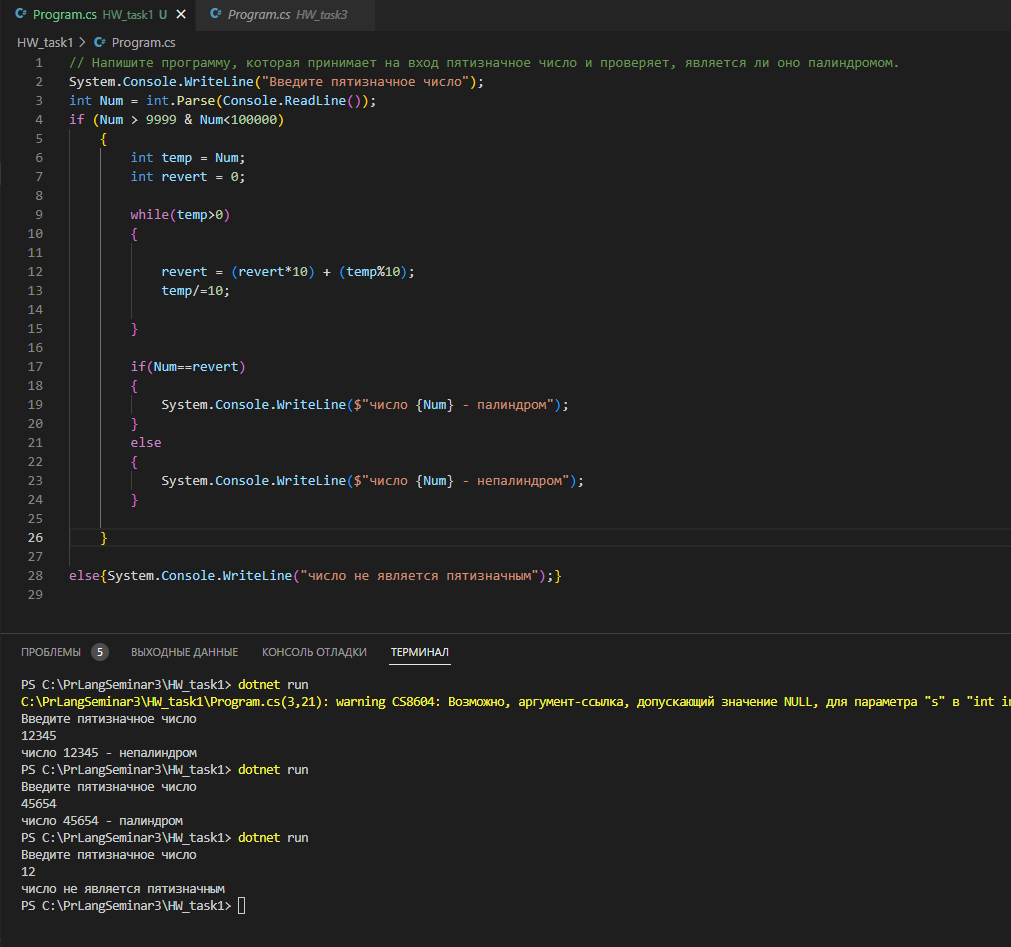 C# Program.cs HW_task1 U × C# Program.cs HW_task3
HW_task1 > C# Program.cs
1 // Напишите программу, которая принимает на вход пятизначное число и проверяет, является ли оно палиндромом.
2 System.Console.WriteLine("Введите пятизначное число");
3 int Num = int.Parse(Console.ReadLine());
4 if (Num > 9999 & Num<100000)
5 {
6 int temp = Num;
7 int revert = 0;
8
9 while(temp>0)
10 {
11
12 revert = (revert*10) + (temp%10);
13 temp/=10;
14
15 }
16
17 if(Num==revert)
18 {
19 System.Console.WriteLine($"число {Num} - палиндром");
20 }
21 else
22 {
23 System.Console.WriteLine($"число {Num} - непалиндром");
24 }
25
26 }
27
28 else{System.Console.WriteLine("число не является пятизначным");}
29
ПРОБЛЕМЫ 5 ВЫХОДНЫЕ ДАННЫЕ КОНСОЛЬ ОТЛАДКИ ТЕРМИНАЛ
PS C:\PrLangSeminar3\HW_task1> dotnet run
C:\PrLangSeminar3\HW_task1\Program.cs(3,21): warning CS8604: Возможно, аргумент-ссылка, допускающий значение NULL, для параметра "s" в "int in
Введите пятизначное число
12345
число 12345 - непалиндром
PS C:\PrLangSeminar3\HW_task1> dotnet run
Введите пятизначное число
45654
число 45654 - палиндром
PS C:\PrLangSeminar3\HW_task1> dotnet run
Введите пятизначное число
12
число не является пятизначным
PS C:\PrLangSeminar3\HW_task1>